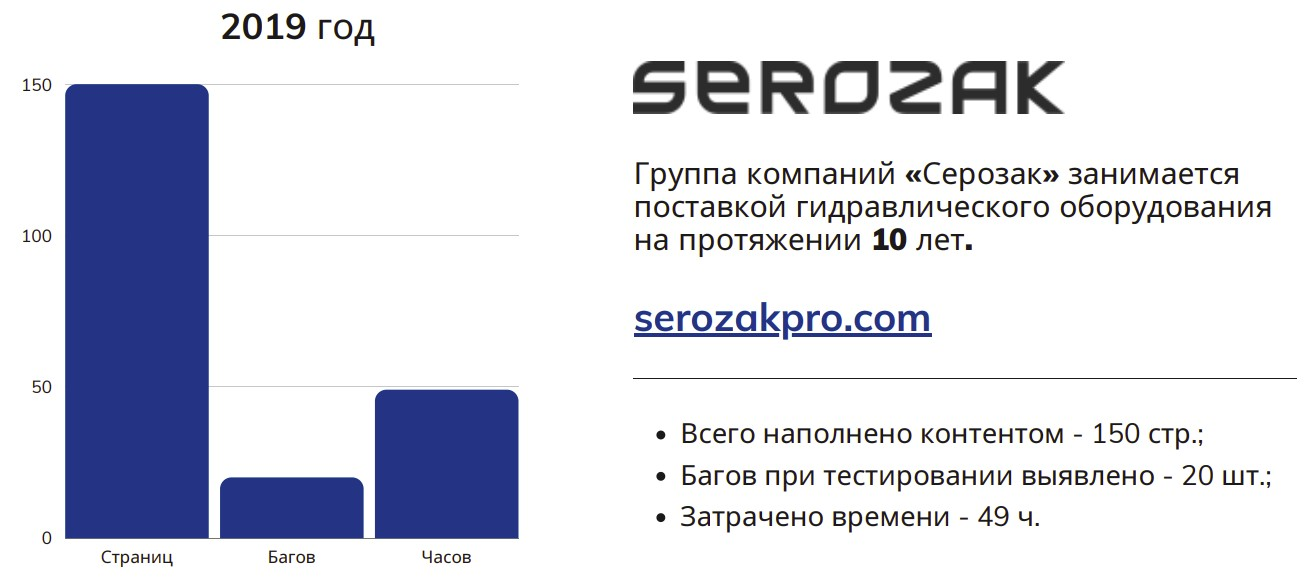 2019 год
150
100
50
0
Страниц
Багов
Часов
SEROZAK
Группа компаний «Серозак» занимается
поставкой гидравлического оборудования
на протяжении 10 лет.
serozakpro.com
• Всего наполнено контентом - 150 стр.;
• Багов при тестировании выявлено - 20 шт.;
• Затрачено времени - 49 ч.